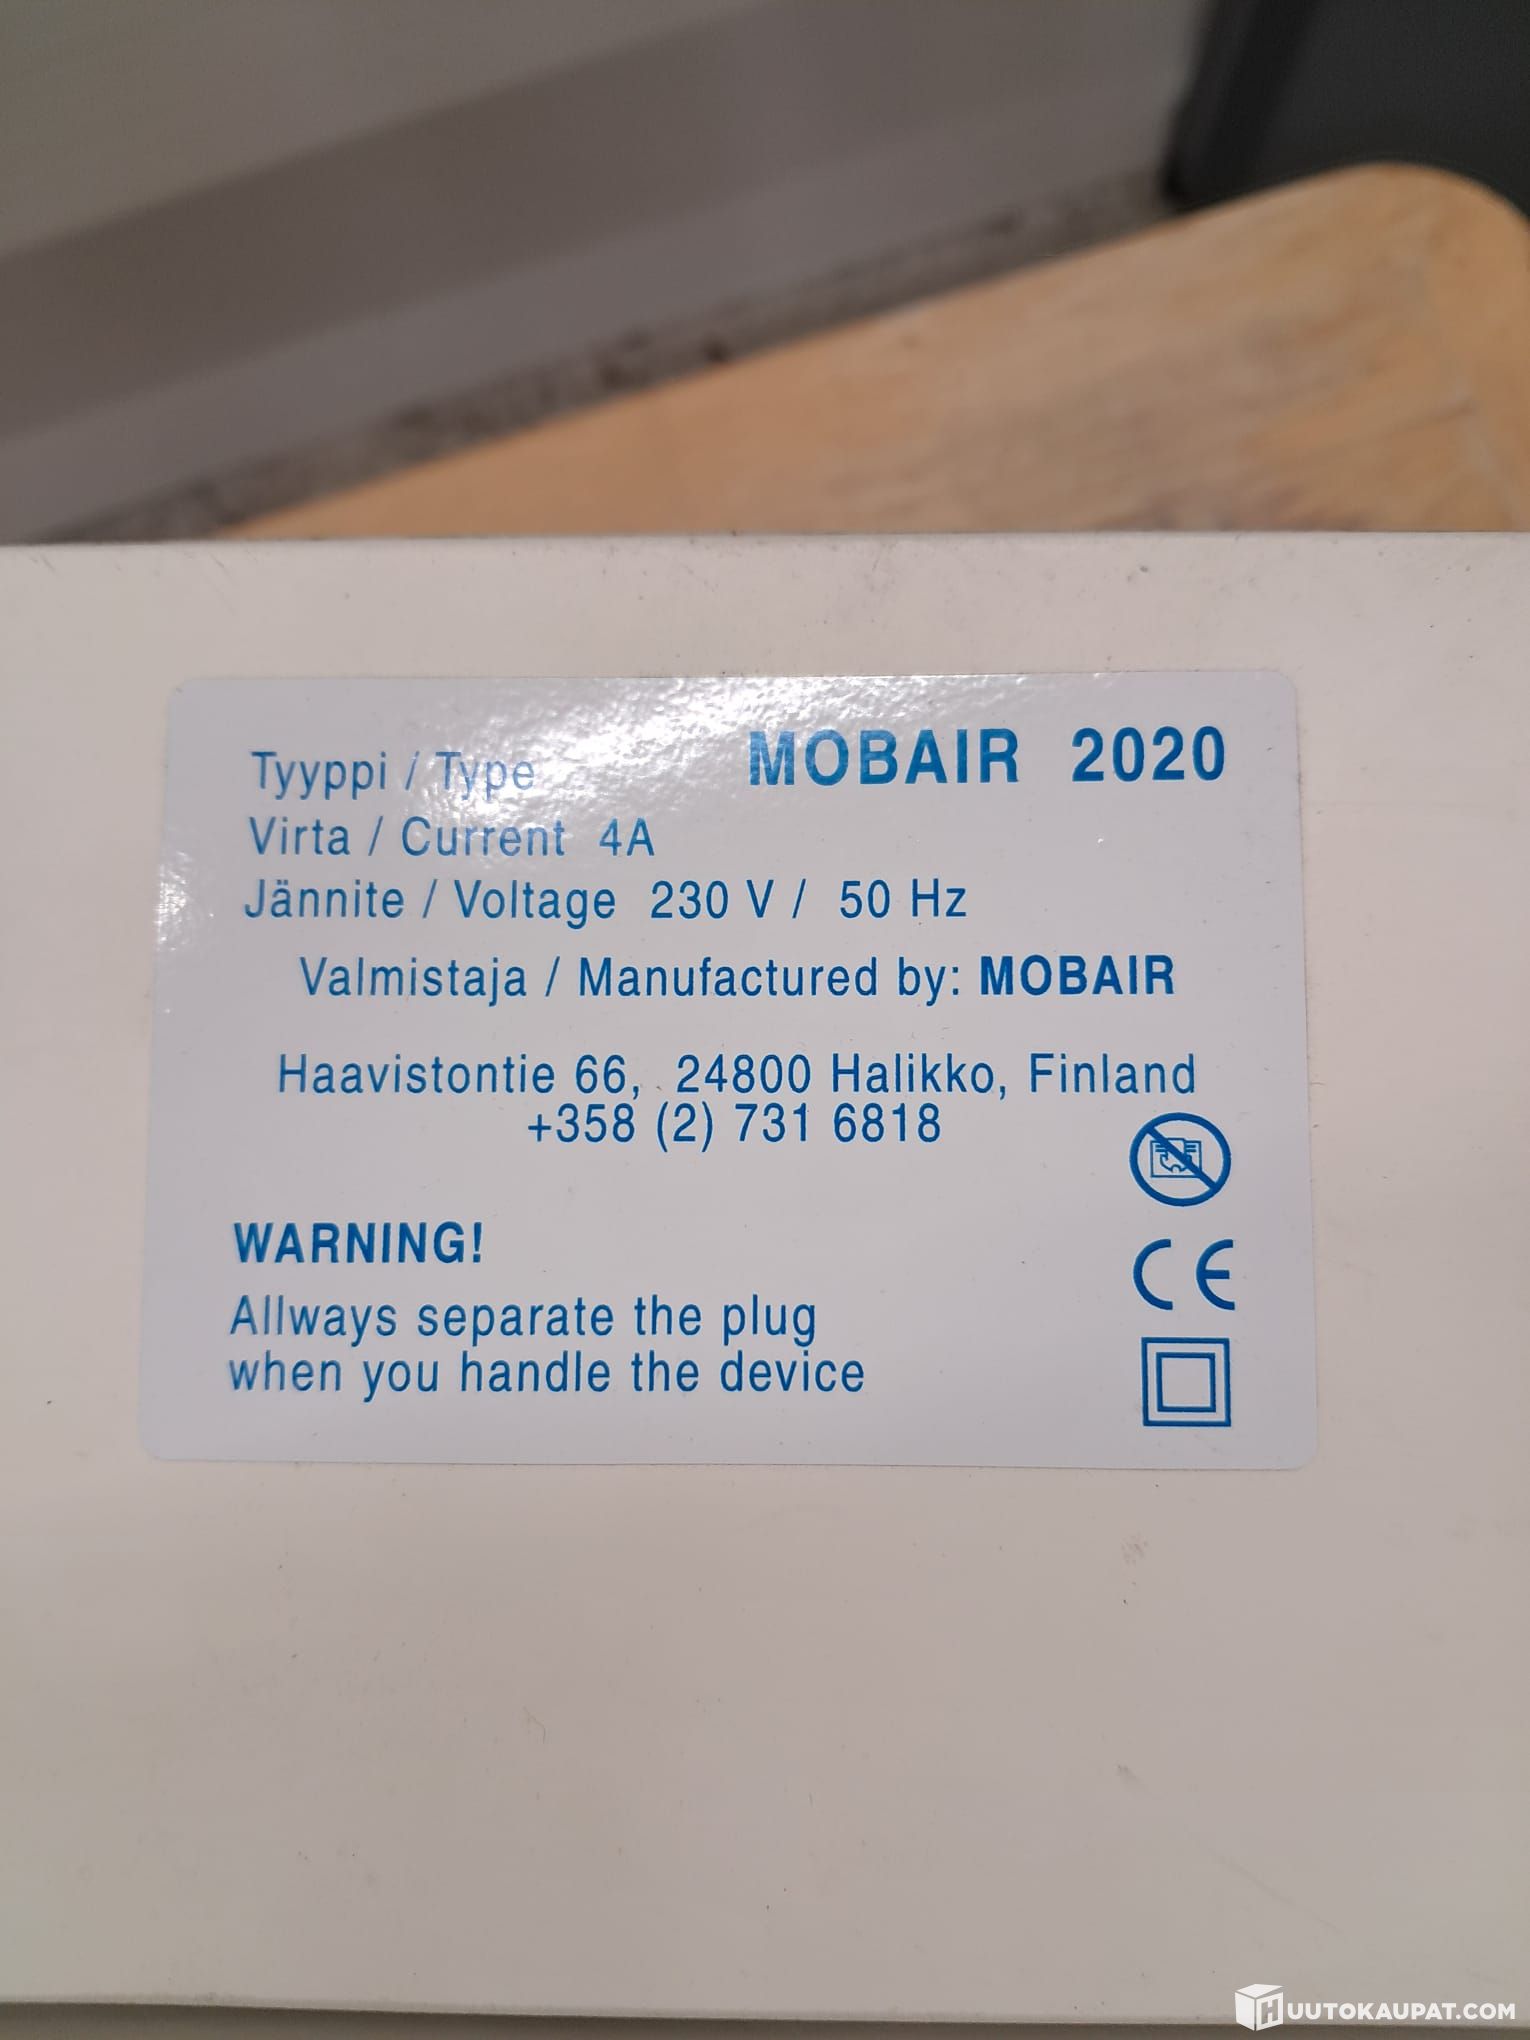 Tyyppi / Type MOBAIR 2020
Virta / Current 4A
Jännite / Voltage 230 V / 50 Hz
Valmistaja / Manufactured by: MOBAIR
Haavistontie 66, 24800 Halikko, Finland
+358 (2) 731 6818
WARNING!
Allways separate the plug
when you handle the device
CE
HUUTOKAUPAT.COM